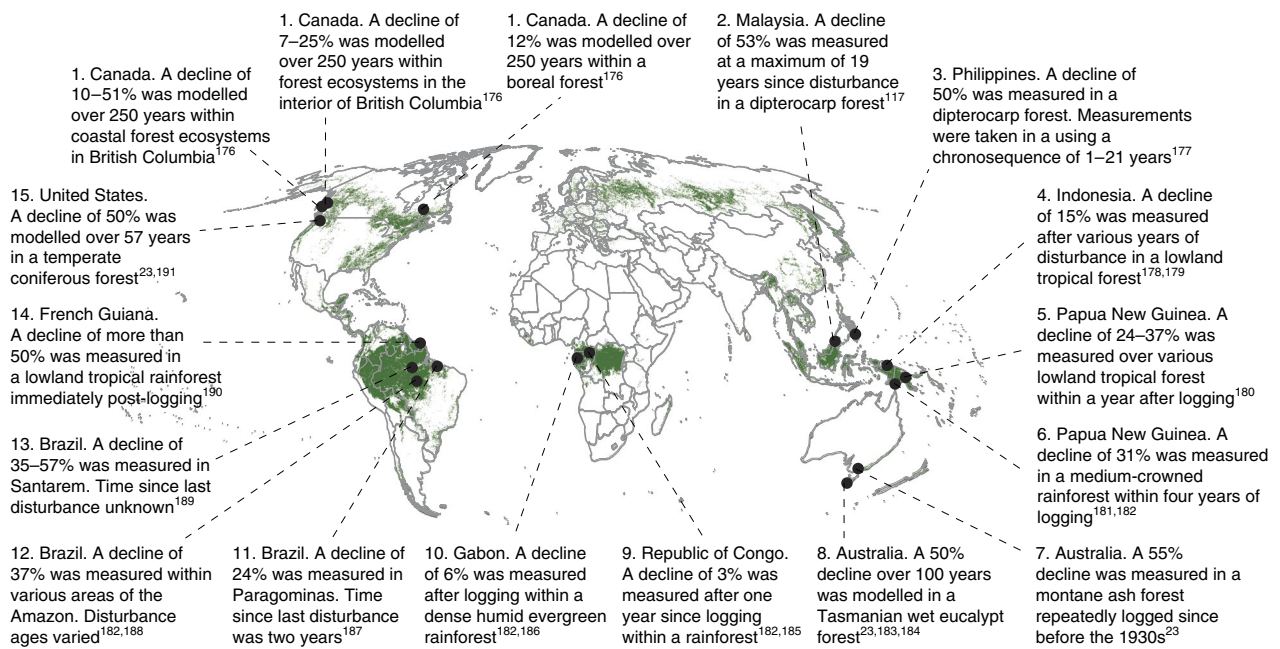 1. Canada. A decline of
10–51% was modelled
over 250 years within
coastal forest ecosystems
in British Columbia176
1. Canada. A decline of
7–25% was modelled
over 250 years within
forest ecosystems in the
interior of British Columbia176
1. Canada. A decline of
12% was modelled over
250 years within a
boreal forest176
2. Malaysia. A decline
of 53% was measured
at a maximum of 19
years since disturbance
in a dipterocarp forest117
3. Philippines. A decline of
50% was measured in a
dipterocarp forest. Measurements
were taken in a using a
chronosequence of 1–21 years177
4. Indonesia. A decline
of 15% was measured
after various years of
disturbance in a lowland
tropical forest178,179
5. Papua New Guinea. A
decline of 24–37% was
measured over various
lowland tropical forest
within a year after logging180
6. Papua New Guinea. A
decline of 31% was measured
in a medium-crowned
rainforest within four years of
logging181,182
7. Australia. A 55%
decline was measured in a
montane ash forest
repeatedly logged since
before the 1930s23
8. Australia. A 50%
decline over 100 years
was modelled in a
Tasmanian wet eucalypt
forest23,183,184
9. Republic of Congo.
A decline of 3% was
measured after one
year since logging
within a rainforest182,185
10. Gabon. A decline
of 6% was measured
after logging within a
dense humid evergreen
rainforest182,186
11. Brazil. A decline of
24% was measured in
Paragominas. Time
since last disturbance
was two years187
12. Brazil. A decline of
37% was measured within
various areas of the
Amazon. Disturbance
ages varied182,188
13. Brazil. A decline of
35–57% was measured in
Santarem. Time since last
disturbance unknown189
14. French Guiana.
A decline of more than
50% was measured in
a lowland tropical rainforest
immediately post-logging190
15. United States.
A decline of 50% was
modelled over 57 years
in a temperate
coniferous forest23,191